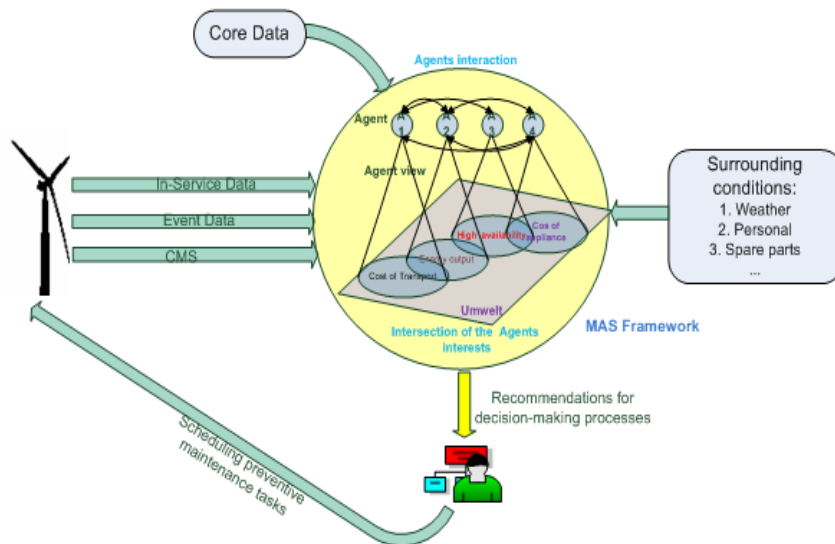 Core Data
Agents interaction
Agent
A
1
A
2
A
3
A
4
Agent view
In-Service Data
Event Data
CMS
High availability
Cos of
appliance
Energy output
Cost of Transport
Umwelt
Intersection of the Agents
interests
MAS Framework
Surrounding
conditions:
1. Weather
2. Personal
3. Spare parts
...
Recommendations for
decision-making processes
Scheduling preventive
maintenance tasks